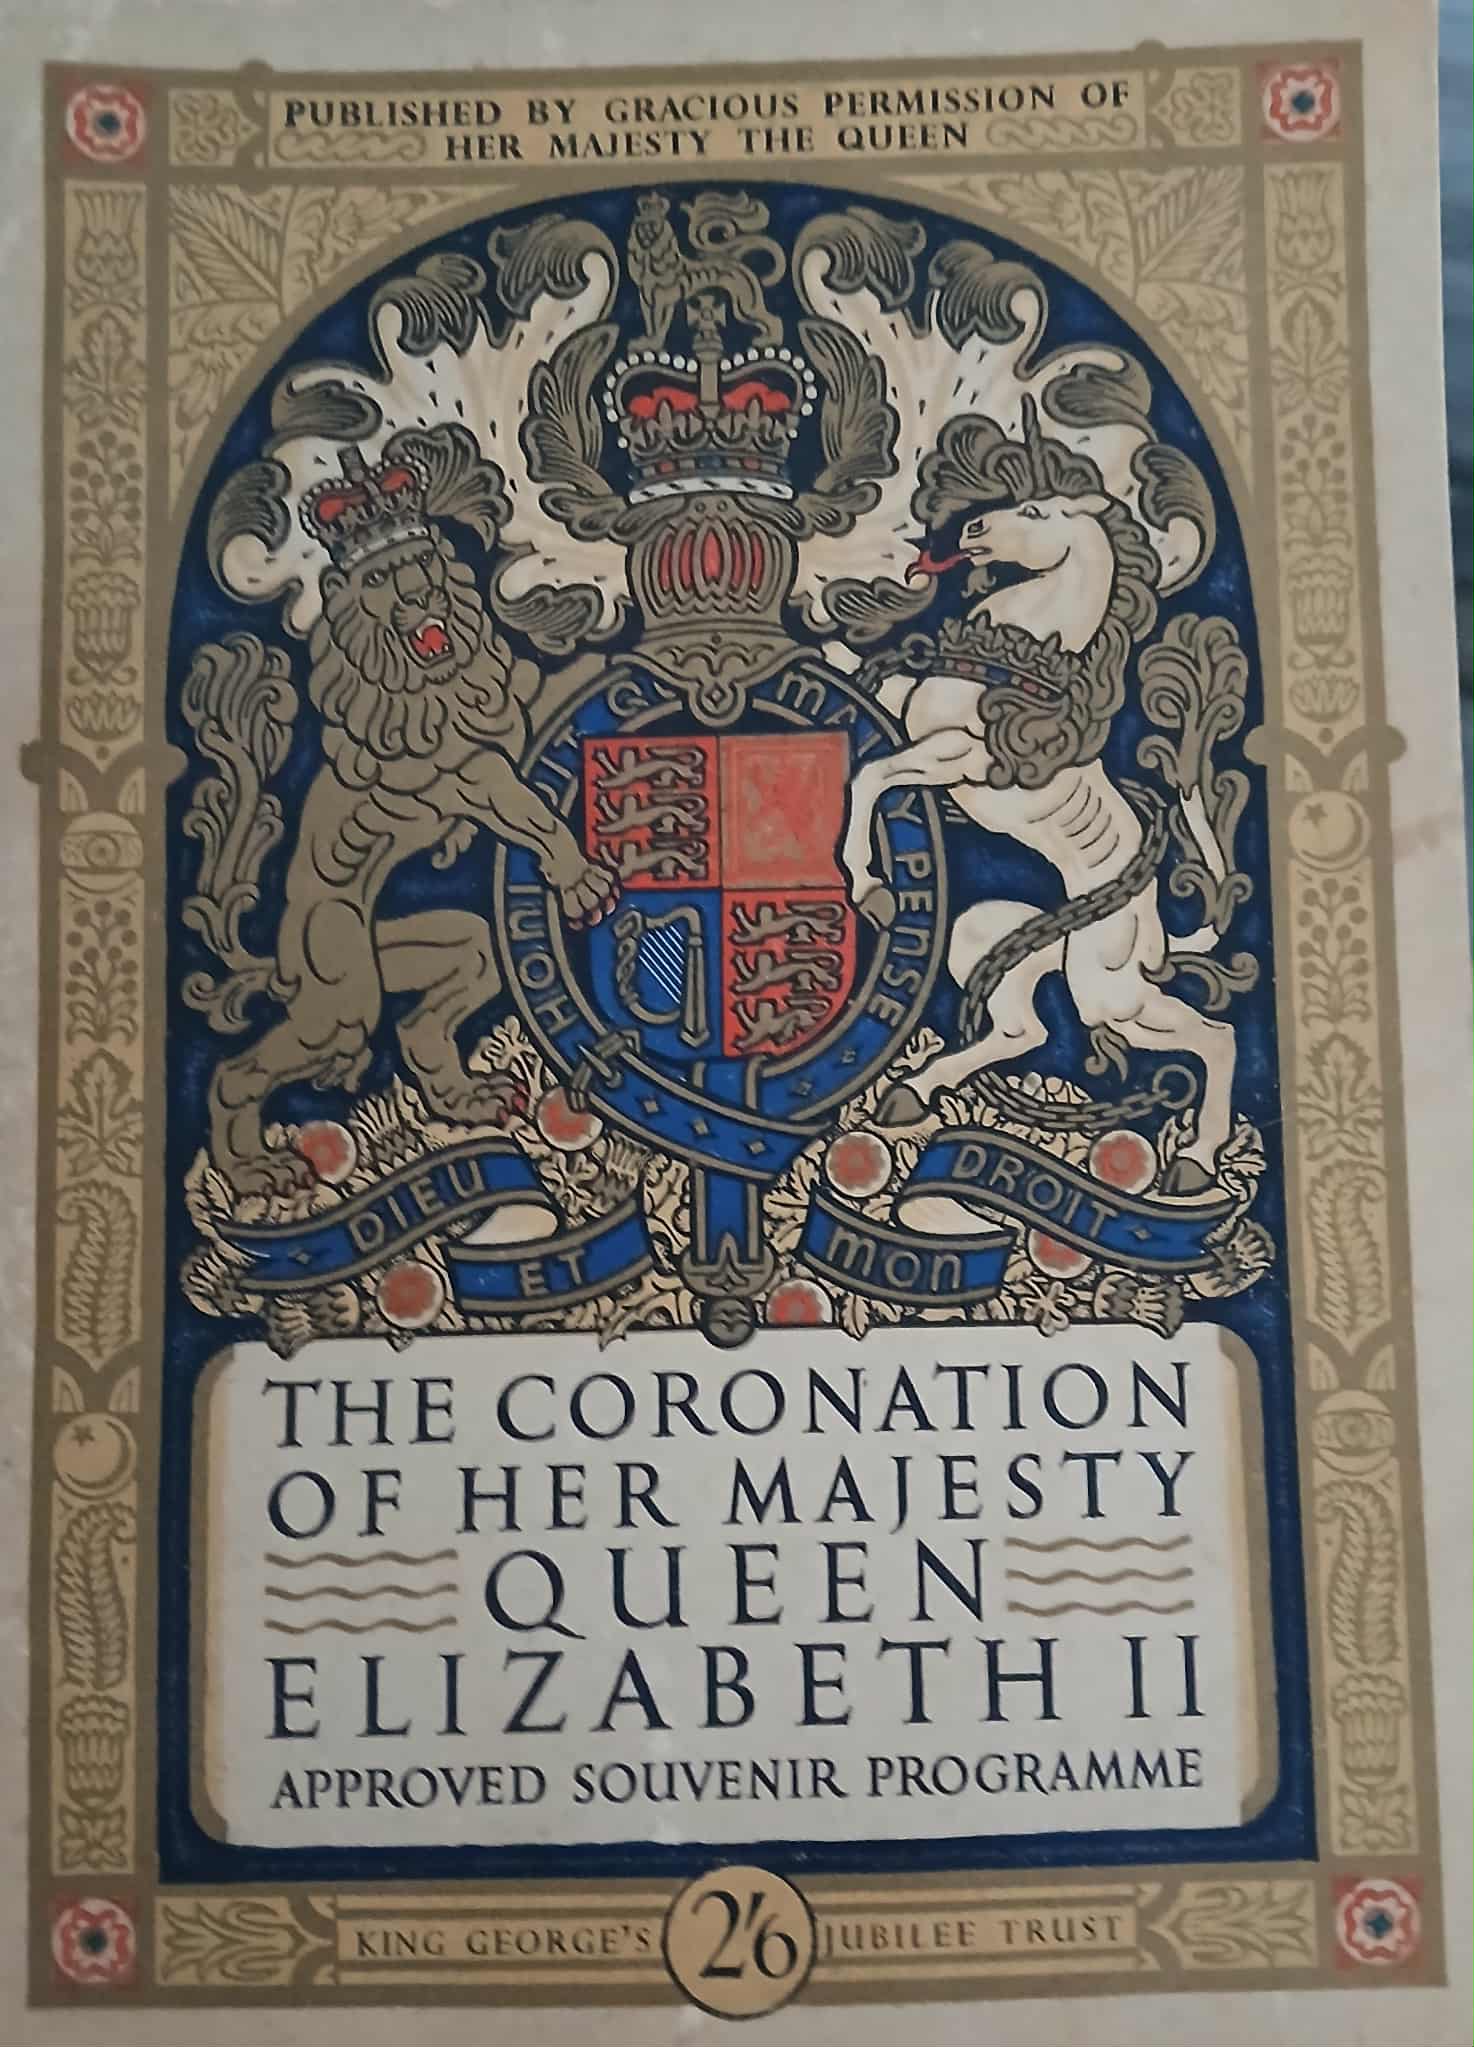 PUBLISHED BY GRACIOUS PERMISSION OF
HER MAJESTY THE QUEEN
HONI QUI MAL Y PENSE
DIEU ET MON DROIT
THE CORONATION
OF HER MAJESTY
QUEEN
ELIZABETH II
APPROVED SOUVENIR PROGRAMME
KING GEORGE'S 2/6 JUBILEE TRUST